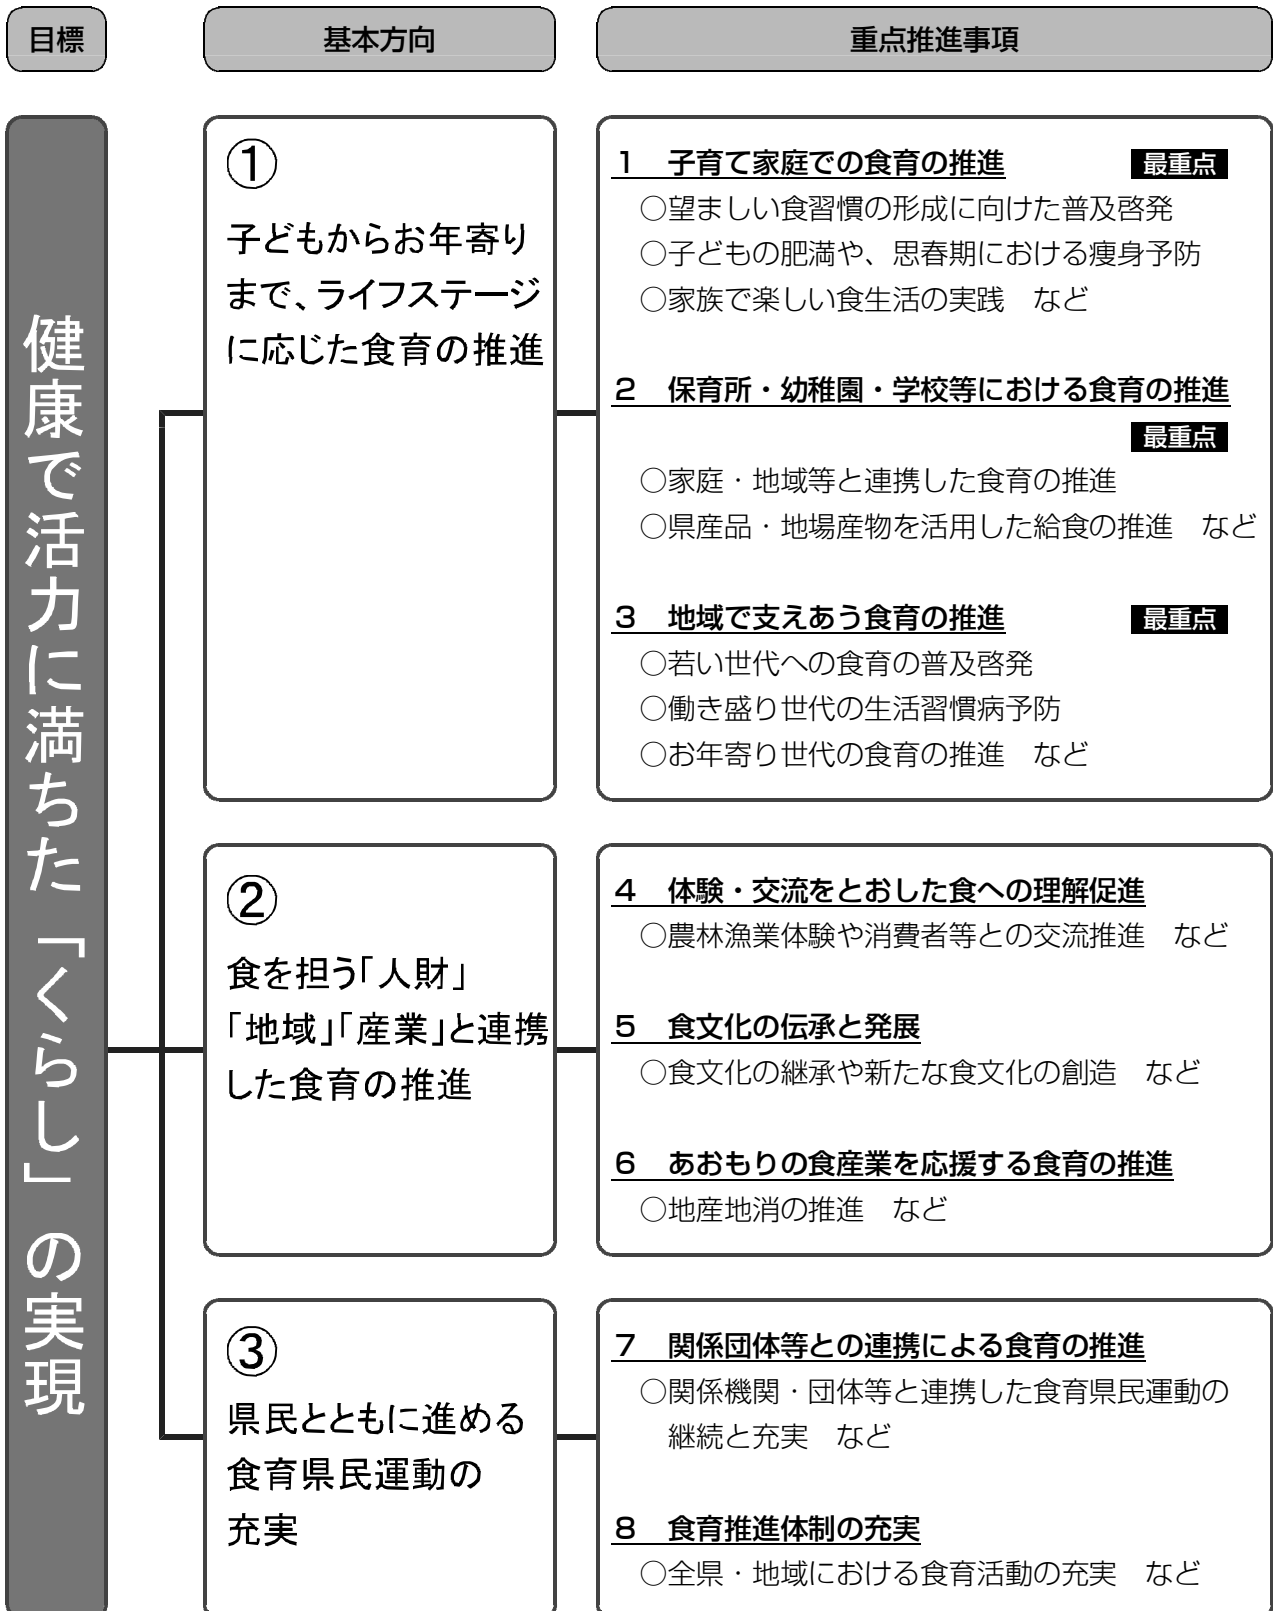 目標
基本方向
重点推進事項
健康で活力に満ちた「くらし」の実現
①
子どもからお年寄り
まで、ライフステージ
に応じた食育の推進
1　子育て家庭での食育の推進　最重点
○望ましい食習慣の形成に向けた普及啓発
○子どもの肥満や、思春期における痩身予防
○家族で楽しい食生活の実践　など
2　保育所・幼稚園・学校等における食育の推進
最重点
○家庭・地域等と連携した食育の推進
○県産品・地場産物を活用した給食の推進　など
3　地域で支えあう食育の推進　最重点
○若い世代への食育の普及啓発
○働き盛り世代の生活習慣病予防
○お年寄り世代の食育の推進　など
②
食を担う「人財」
「地域」「産業」と連携
した食育の推進
4　体験・交流をとおした食への理解促進
○農林漁業体験や消費者等との交流推進　など
5　食文化の伝承と発展
○食文化の継承や新たな食文化の創造　など
6　あおもりの食産業を応援する食育の推進
○地産地消の推進　など
③
県民とともに進める
食育県民運動の
充実
7　関係団体等との連携による食育の推進
○関係機関・団体等と連携した食育県民運動の
継続と充実　など
8　食育推進体制の充実
○全県・地域における食育活動の充実　など